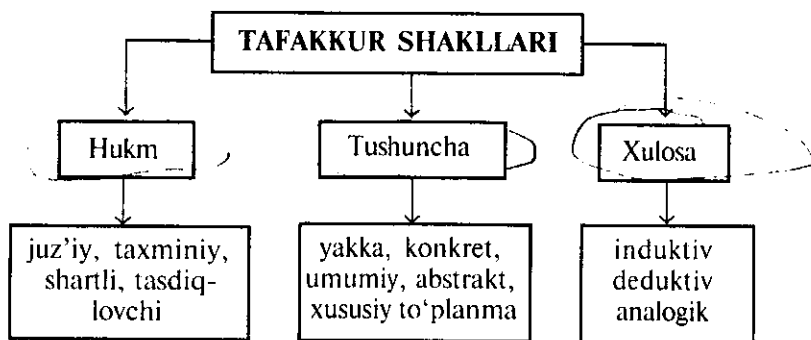 TAFAKKUR SHAKLLARI
Hukm
Tushuncha
Xulosa
juz’iy, taxminiy,
shartli, tasdiq-
lovchi
yakka, konkret,
umumiy, abstrakt,
xususiy to‘planma
induktiv
deduktiv
analogik